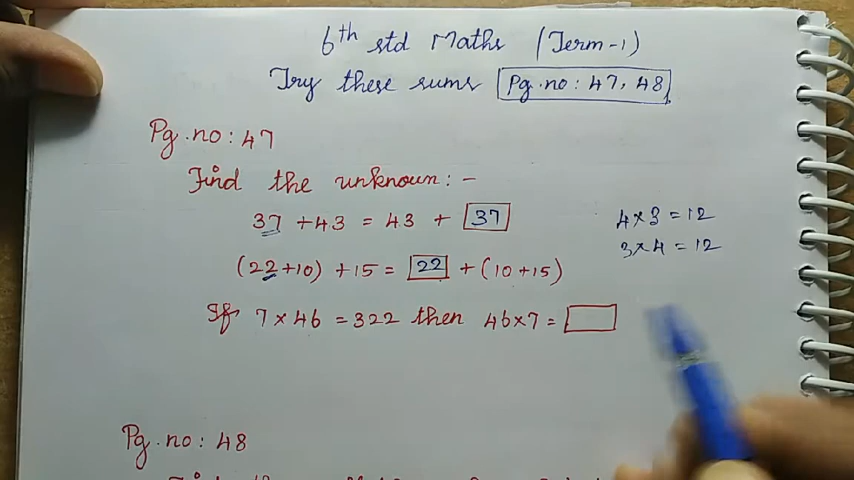 6th std Maths (Term-1)
Try these sums Pg.no: 47, 48
Pg.no: 47
Find the unknown: -
37 + 43 = 43 + 37
4 x 3 = 12
3 x 4 = 12
(22+10) + 15 = 22 + (10+15)
If 7 x 46 = 322 then 46 x 7 =
Pg.no: 48